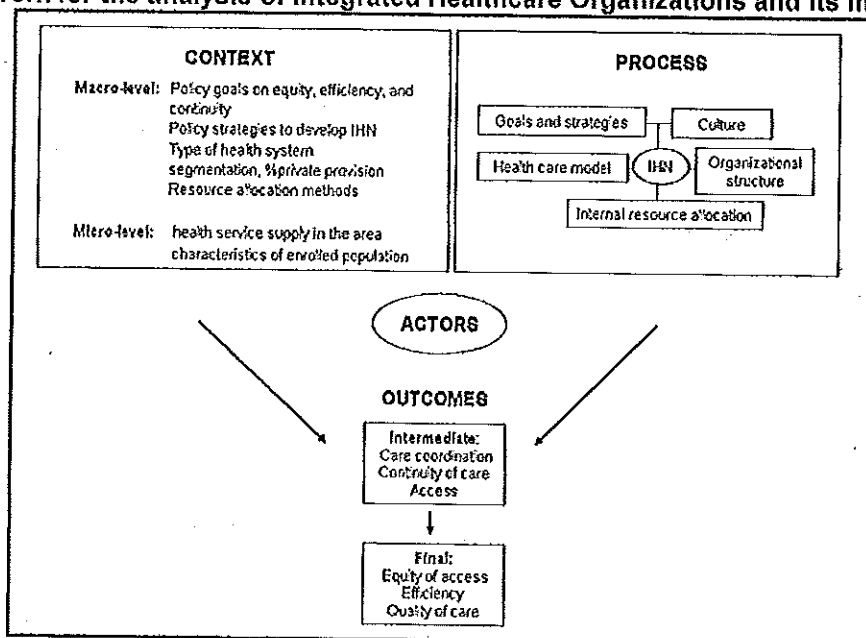 for the analysis of Integrated Healthcare Organizations and its
CONTEXT
Macro-level: Policy goals on equity, efficiency, and
continuity
Policy strategies to develop IHN
Type of health system
segmentation, %private provision
Resource allocation methods
Micro-level: health service supply in the area
characteristics of enrolled population
PROCESS
Goals and strategies
Culture
Health care model
IHN
Organizational
structure
Internal resource allocation
ACTORS
OUTCOMES
Intermediate:
Care coordination
Continuity of care
Access
Final:
Equity of access
Efficiency
Quality of care